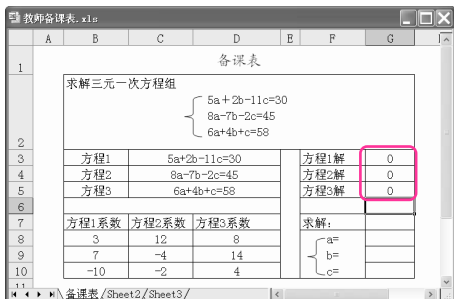 教师备课表.xls
A B C D E F G
1 备课表
求解三元一次方程组
5a+2b-11c=30
8a-7b-2c=45
2 6a+4b+c=58
3 方程1 5a+2b-11c=30 方程1解 0
4 方程2 8a-7b-2c=45 方程2解 0
5 方程3 6a+4b+c=58 方程3解 0
6
7 方程1系数 方程2系数 方程3系数 求解:
8 3 12 8 a=
9 7 -4 14 b=
10 -10 -2 4 c=
11
备课表/Sheet2/Sheet3/